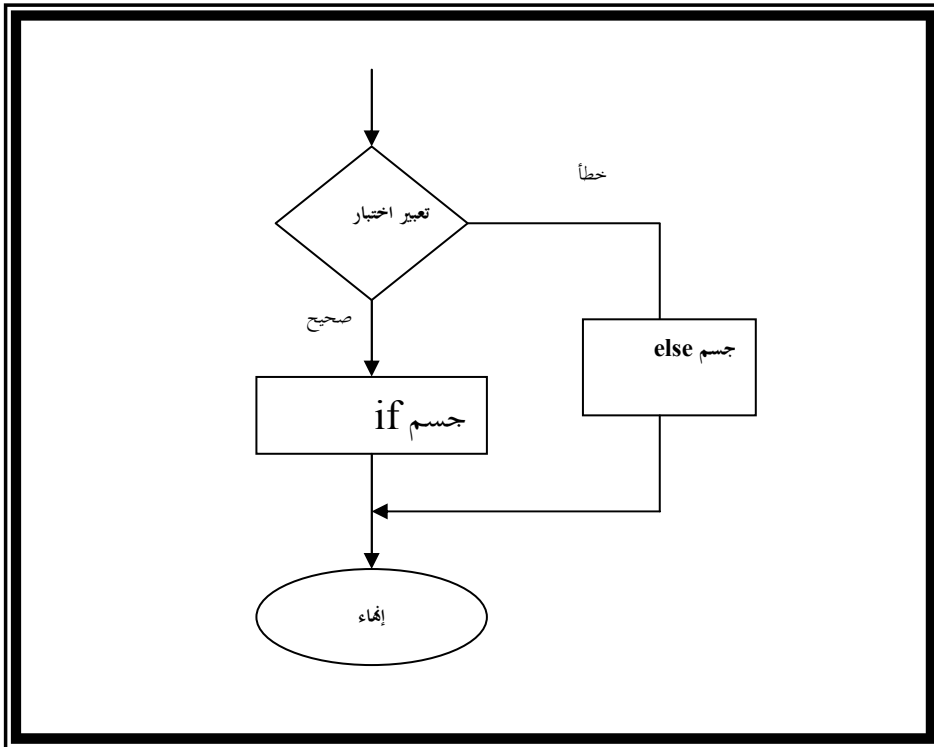 خطأ
تعبير اختبار
صحيح
جسم else
جسم if
إنهاء